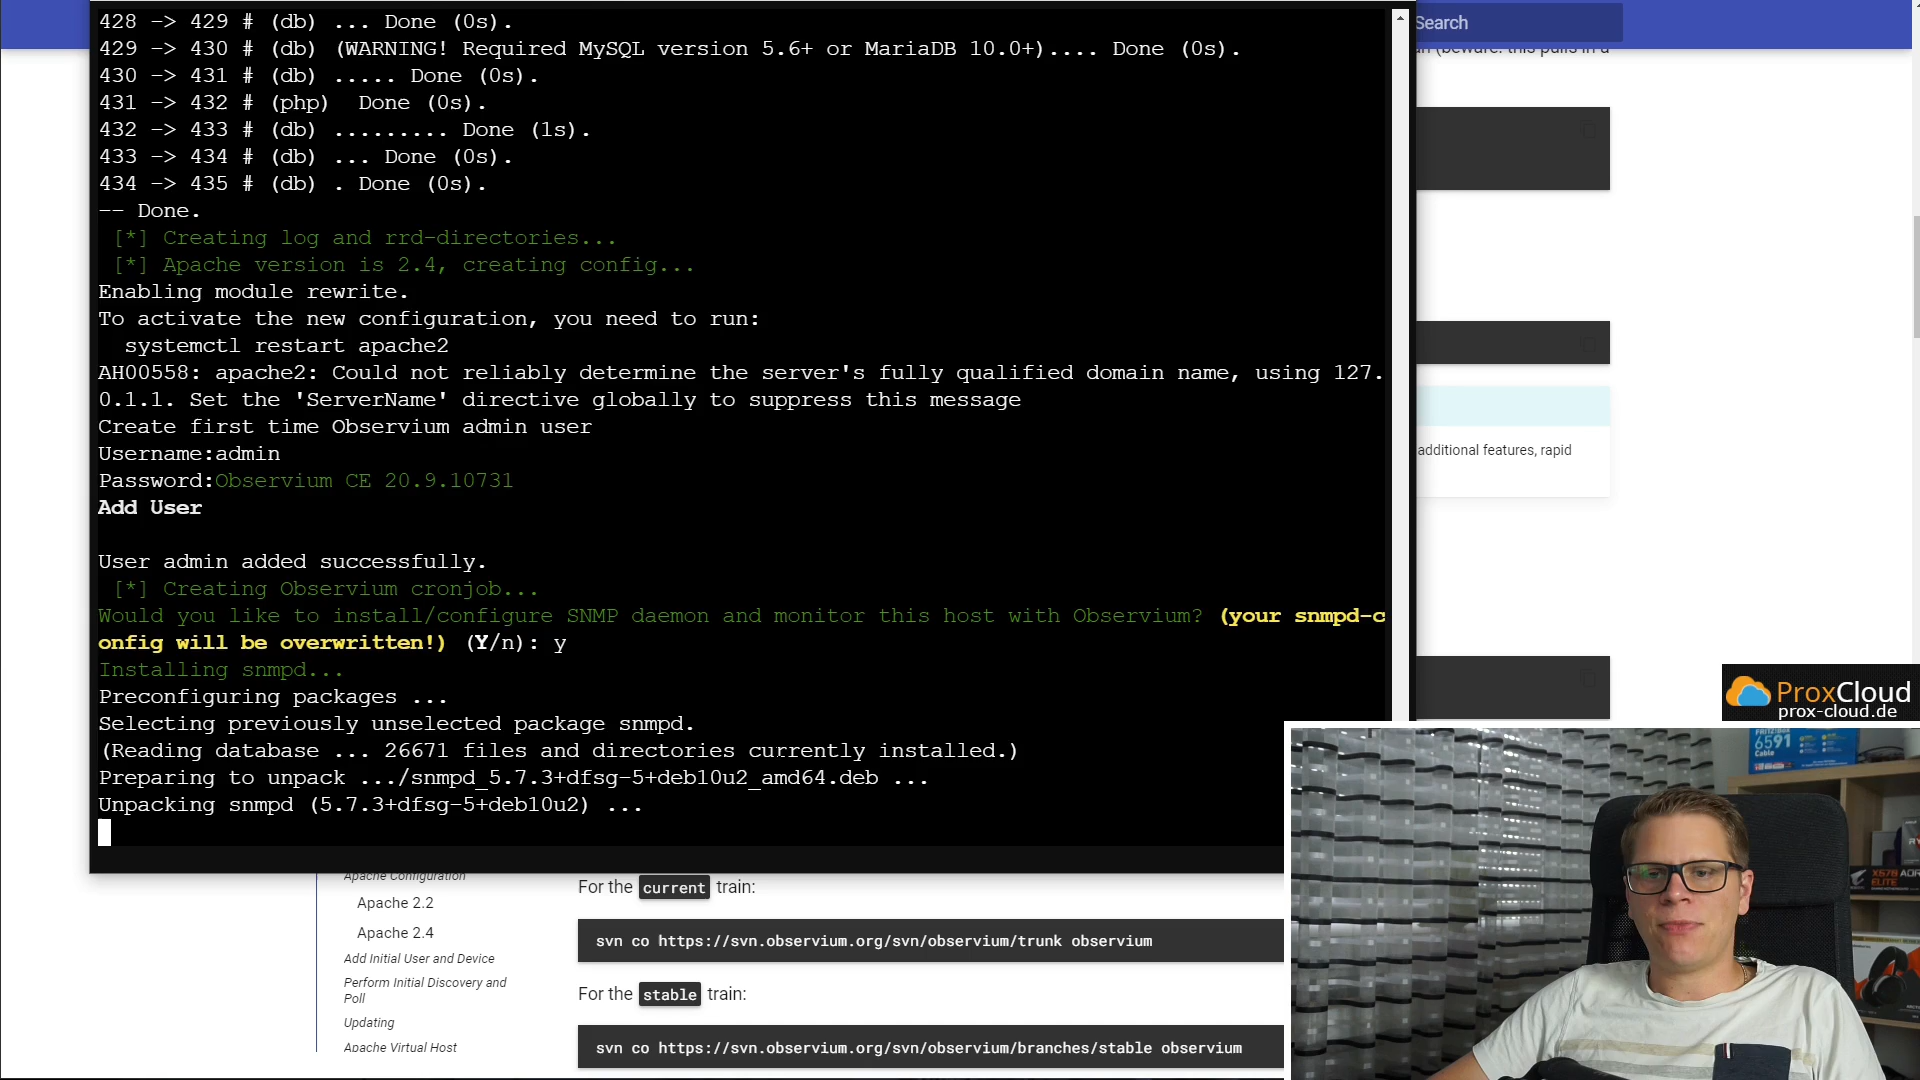 428 -> 429 # (db) ... Done (0s).
429 -> 430 # (db) (WARNING! Required MySQL version 5.6+ or MariaDB 10.0+).... Done (0s).
430 -> 431 # (db) ..... Done (0s).
431 -> 432 # (php)  Done (0s).
432 -> 433 # (db) ......... Done (1s).
433 -> 434 # (db) ... Done (0s).
434 -> 435 # (db) . Done (0s).
-- Done.
[*] Creating log and rrd-directories...
[*] Apache version is 2.4, creating config...
Enabling module rewrite.
To activate the new configuration, you need to run:
systemctl restart apache2
AH00558: apache2: Could not reliably determine the server's fully qualified domain name, using 127.
0.1.1. Set the 'ServerName' directive globally to suppress this message
Create first time Observium admin user
Username:admin
Password:Observium CE 20.9.10731
Add User
User admin added successfully.
[*] Creating Observium cronjob...
Would you like to install/configure SNMP daemon and monitor this host with Observium? (your snmpd-c
onfig will be overwritten!) (Y/n): y
Installing snmpd...
Preconfiguring packages ...
Selecting previously unselected package snmpd.
(Reading database ... 26671 files and directories currently installed.)
Preparing to unpack .../snmpd_5.7.3+dfsg-5+deb10u2_amd64.deb ...
Unpacking snmpd (5.7.3+dfsg-5+deb10u2) ...
Search
additional features, rapid
ProxCloud
prox-cloud.de
Apache Configuration
Apache 2.2
Apache 2.4
Add Initial User and Device
Perform Initial Discovery and
Poll
Updating
Apache Virtual Host
For the current train:
svn co https://svn.observium.org/svn/observium/trunk observium
For the stable train:
svn co https://svn.observium.org/svn/observium/branches/stable observium
6591
Cable
ELITE